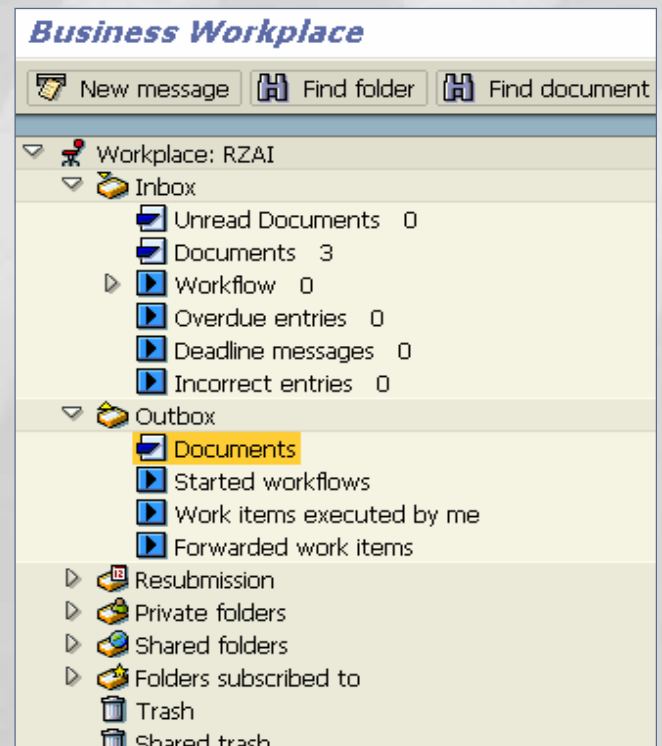 Business Workplace
New message Find folder Find document
Workplace: RZAI
Inbox
Unread Documents 0
Documents 3
Workflow 0
Overdue entries 0
Deadline messages 0
Incorrect entries 0
Outbox
Documents
Started workflows
Work items executed by me
Forwarded work items
12
Resubmission
Private folders
Shared folders
Folders subscribed to
Trash
Shared trash